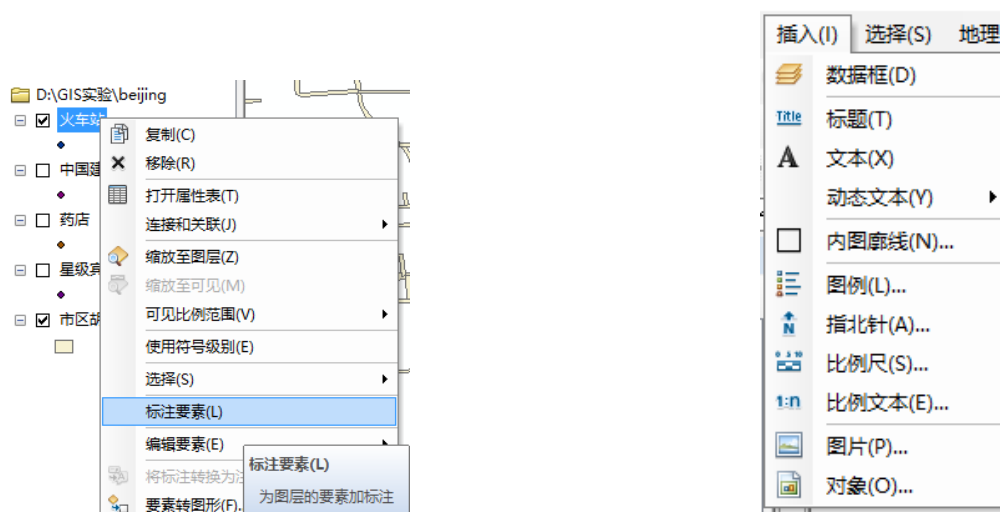 D:\GIS实验\beijing
火车站
中国建
药店
星级宾
市区胡
复制(C)
移除(R)
打开属性表(T)
连接和关联(J)
缩放至图层(Z)
缩放至可见(M)
可见比例范围(V)
使用符号级别(E)
选择(S)
标注要素(L)
编辑要素(E)
将标注转换为注
要素转图形(F)...
标注要素(L)
为图层的要素加标注
插入(I) 选择(S) 地理
数据框(D)
Title 标题(T)
A 文本(X)
动态文本(Y)
内图廓线(N)...
图例(L)...
N 指北针(A)...
0 5 10 比例尺(S)...
1:n 比例文本(E)...
图片(P)...
对象(O)...